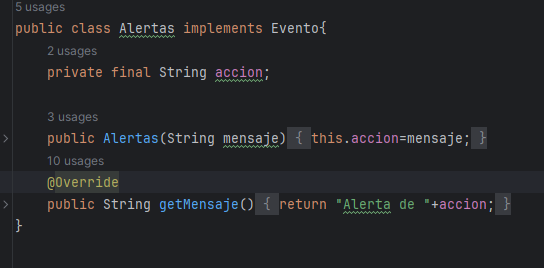 5 usages
public class Alertas implements Evento{
2 usages
private final String accion;
3 usages
public Alertas(String mensaje) { this.accion=mensaje; }
10 usages
@Override
public String getMensaje() { return "Alerta de "+accion; }
}